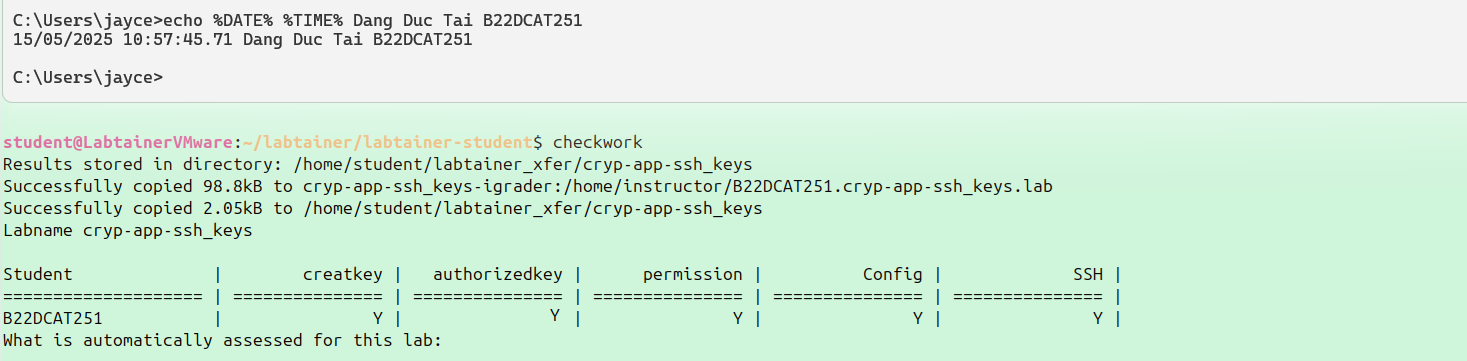 C:\Users\jayce>echo %DATE% %TIME% Dang Duc Tai B22DCAT251
15/05/2025 10:57:45.71 Dang Duc Tai B22DCAT251
C:\Users\jayce>
student@LabtainerVMware:~/labtainer/labtainer-student$ checkwork
Results stored in directory: /home/student/labtainer_xfer/cryp-app-ssh_keys
Successfully copied 98.8kB to cryp-app-ssh_keys-igrader:/home/instructor/B22DCAT251.cryp-app-ssh_keys.lab
Successfully copied 2.05kB to /home/student/labtainer_xfer/cryp-app-ssh_keys
Labname cryp-app-ssh_keys
Student | creatkey | authorizedkey | permission | Config | SSH |
==================== | =============== | =============== | =============== | =============== | =============== |
B22DCAT251 | Y | Y | Y | Y | Y |
What is automatically assessed for this lab: